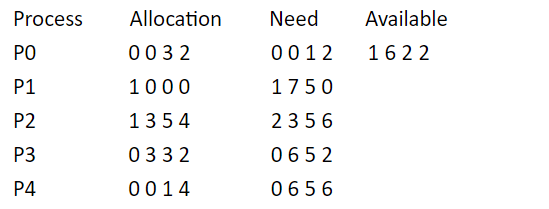 Process Allocation Need Available
P0 0 0 3 2 0 0 1 2 1 6 2 2
P1 1 0 0 0 1 7 5 0
P2 1 3 5 4 2 3 5 6
P3 0 3 3 2 0 6 5 2
P4 0 0 1 4 0 6 5 6